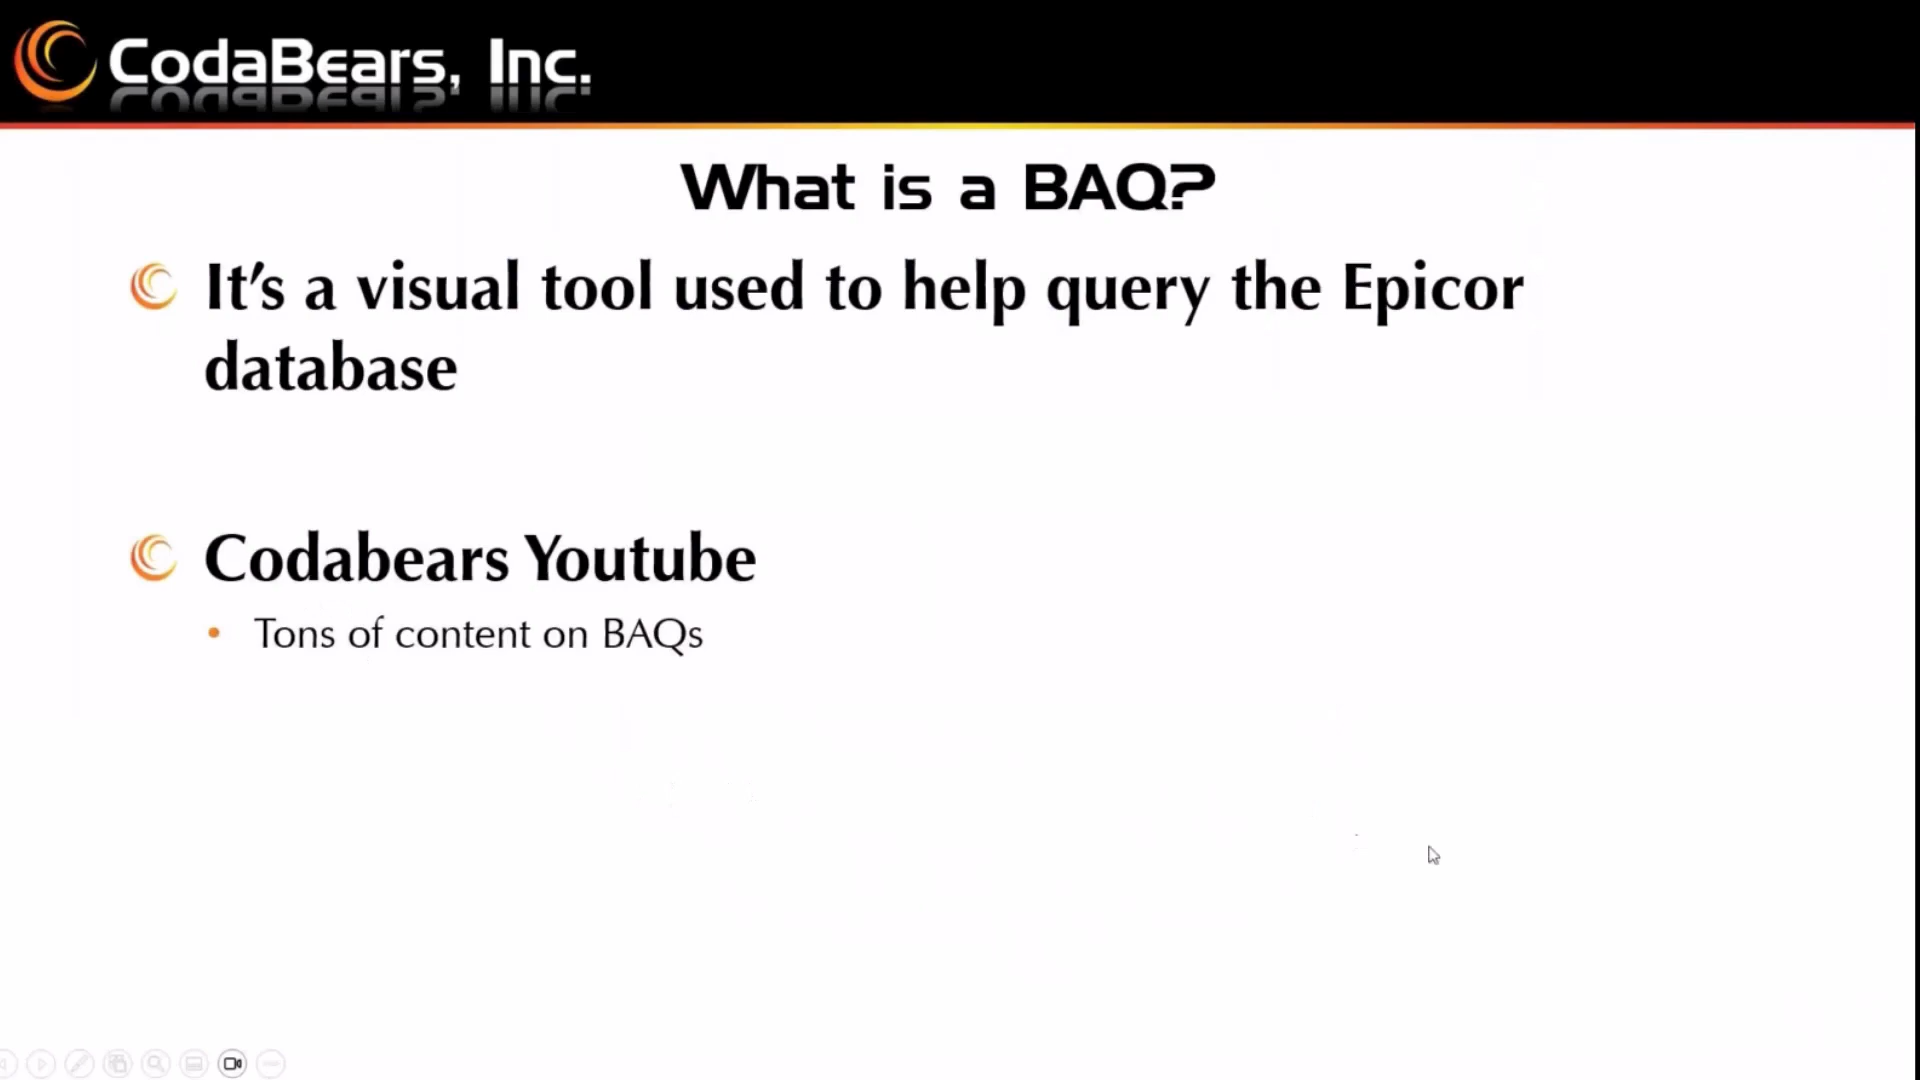 CodaBears, Inc.
What is a BAQ?
It's a visual tool used to help query the Epicor
database
Codabears Youtube
• Tons of content on BAQs